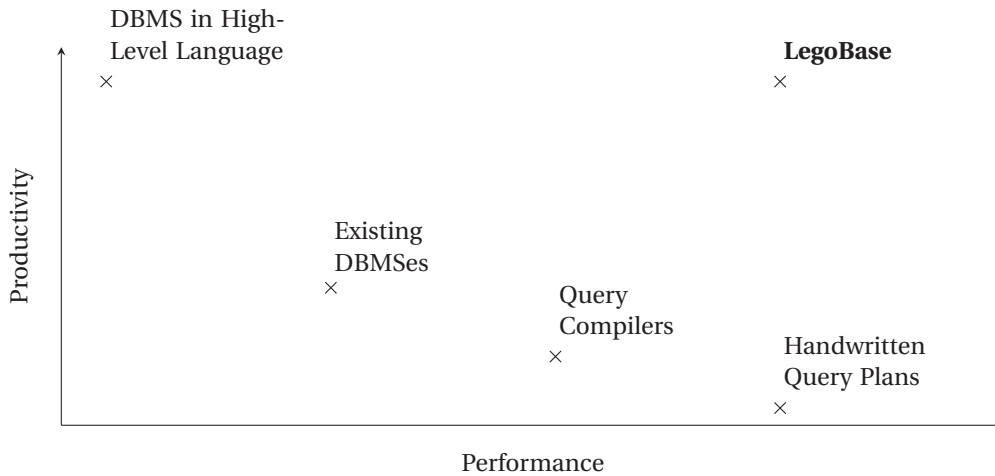 DBMS in High-
Level Language
LegoBase
Productivity
Existing
DBMSes
Query
Compilers
Handwritten
Query Plans
Performance